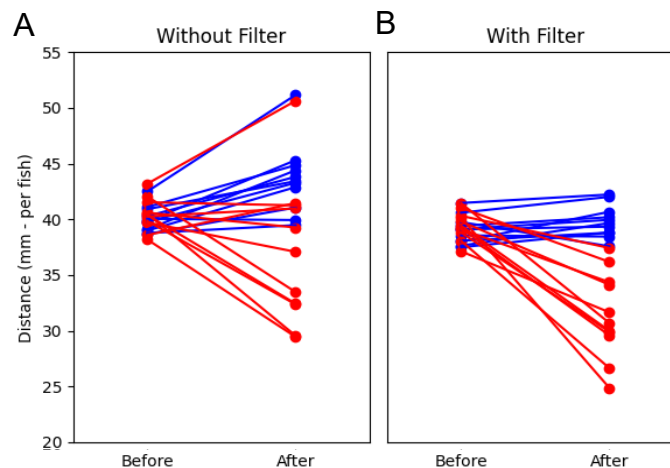 A
B
Without Filter
With Filter
Distance (mm - per fish)
55
50
45
40
35
30
25
20
Before
After
Before
After